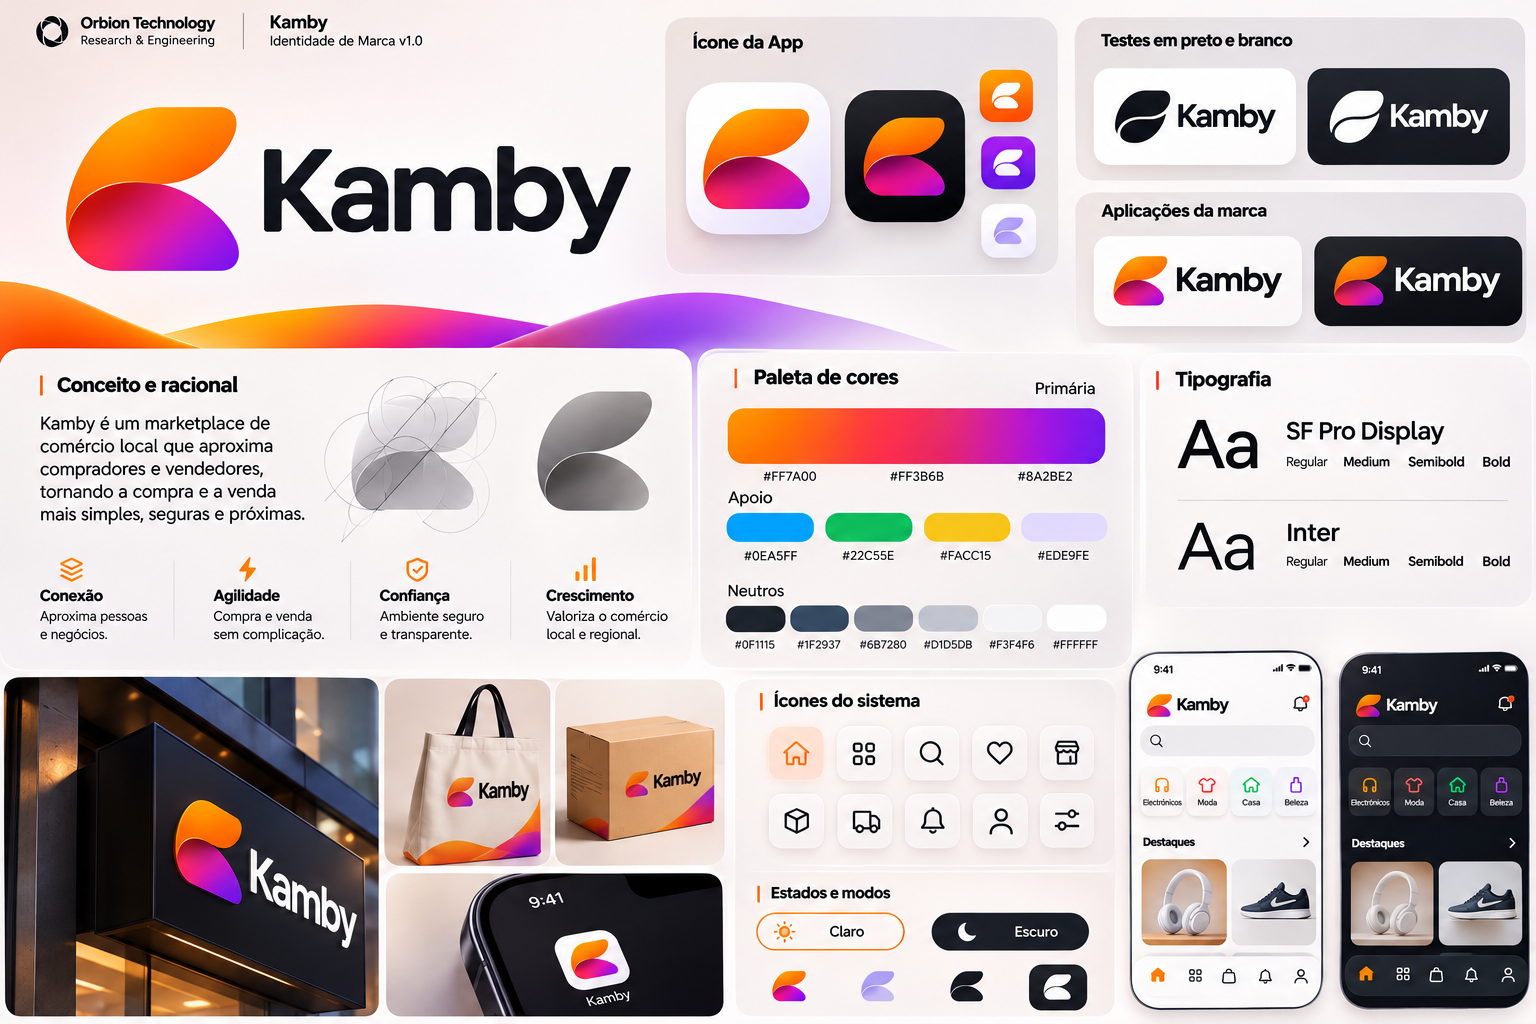 Orbion Technology
Research & Engineering
Kamby
Identidade de Marca v1.0
Kamby
Ícone da App
Testes em preto e branco
Kamby
Kamby
Aplicações da marca
Kamby
Kamby
Conceito e racional
Kamby é um marketplace de
comércio local que aproxima
compradores e vendedores,
tornando a compra e a venda
mais simples, seguras e próximas.
Conexão
Aproxima pessoas
e negócios.
Agilidade
Compra e venda
sem complicação.
Confiança
Ambiente seguro
e transparente.
Crescimento
Valoriza o comércio
local e regional.
Paleta de cores
Primária
#FF7A00
#FF3B6B
#8A2BE2
Apoio
#0EA5FF
#22C55E
#FACC15
#EDE9FE
Neutros
#0F1115
#1F2937
#6B7280
#D1D5DB
#F3F4F6
#FFFFFF
Tipografia
Aa
SF Pro Display
Regular Medium Semibold Bold
Aa
Inter
Regular Medium Semibold Bold
Kamby
Kamby
Kamby
9:41
Kamby
Ícones do sistema
Estados e modos
Claro
Escuro
9:41
Kamby
Electrónicos
Moda
Casa
Beleza
Destaques
9:41
Kamby
Electrónicos
Moda
Casa
Beleza
Destaques